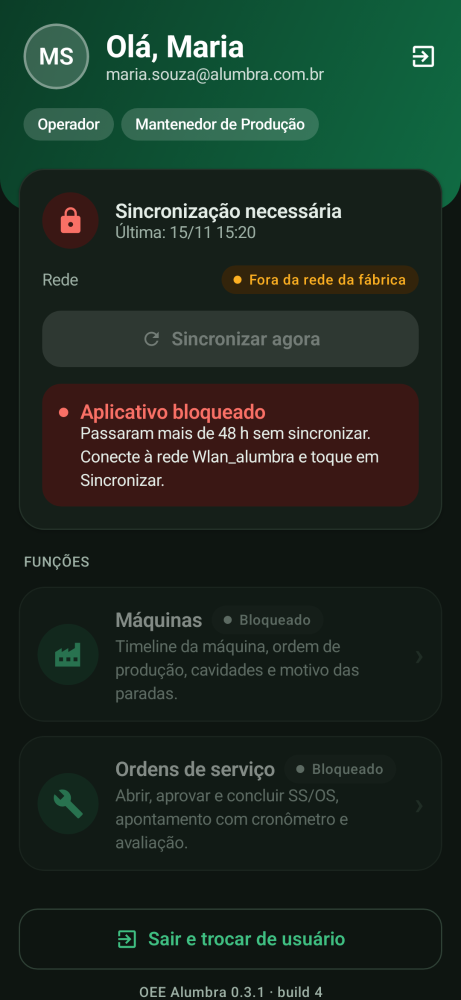 MS
Olá, Maria
maria.souza@alumbra.com.br
Operador
Mantenedor de Produção
Sincronização necessária
Última: 15/11 15:20
Rede
Fora da rede da fábrica
Sincronizar agora
Aplicativo bloqueado
Passaram mais de 48 h sem sincronizar.
Conecte à rede Wlan_alumbra e toque em
Sincronizar.
FUNÇÕES
Máquinas
Bloqueado
Timeline da máquina, ordem de
produção, cavidades e motivo das
paradas.
Ordens de serviço
Bloqueado
Abrir, aprovar e concluir SS/OS,
apontamento com cronômetro e
avaliação.
Sair e trocar de usuário
OEE Alumbra 0.3.1 · build 4